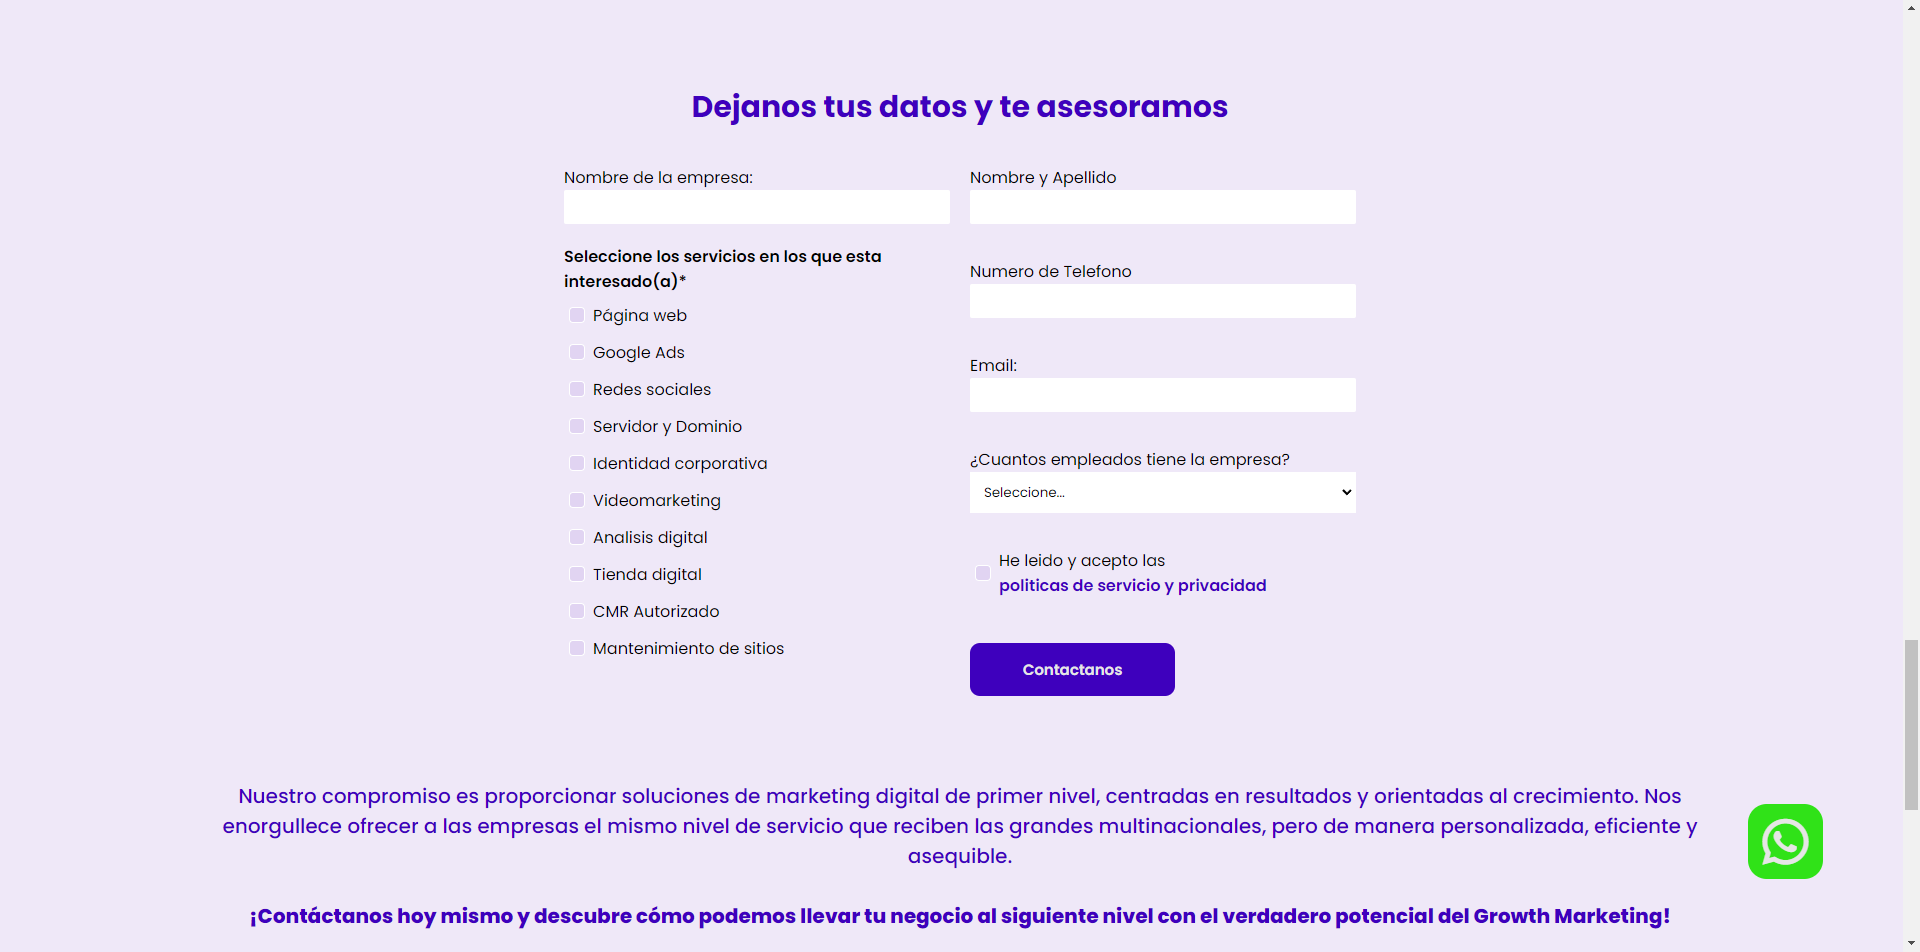 Dejanos tus datos y te asesoramos
Nombre de la empresa:
Seleccione los servicios en los que esta
interesado(a)*
Página web
Google Ads
Redes sociales
Servidor y Dominio
Identidad corporativa
Videomarketing
Analisis digital
Tienda digital
CMR Autorizado
Mantenimiento de sitios
Nombre y Apellido
Numero de Telefono
Email:
¿Cuantos empleados tiene la empresa?
Seleccione...
He leido y acepto las
politicas de servicio y privacidad
Contactanos
Nuestro compromiso es proporcionar soluciones de marketing digital de primer nivel, centradas en resultados y orientadas al crecimiento. Nos
enorgullece ofrecer a las empresas el mismo nivel de servicio que reciben las grandes multinacionales, pero de manera personalizada, eficiente y
asequible.
¡Contáctanos hoy mismo y descubre cómo podemos llevar tu negocio al siguiente nivel con el verdadero potencial del Growth Marketing!